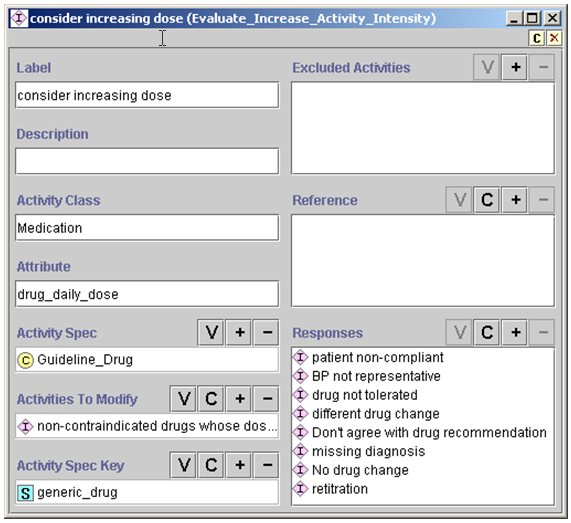 consider increasing dose (Evaluate_Increase_Activity_Intensity)
C
Label
consider increasing dose
Description
Activity Class
Medication
Attribute
drug_daily_dose
Activity Spec V + −
C Guideline_Drug
Activities To Modify V C + −
I non-contraindicated drugs whose dos...
Activity Spec Key V C + −
S generic_drug
Excluded Activities V + −
Reference V C + −
Responses V C + −
I patient non-compliant
I BP not representative
I drug not tolerated
I different drug change
I Don't agree with drug recommendation
I missing diagnosis
I No drug change
I retitration